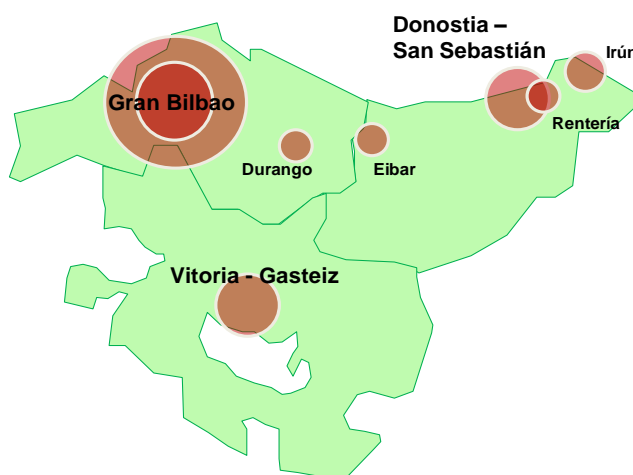 Donostia –
San Sebastián
Irún
Gran Bilbao
Rentería
Durango
Eibar
Vitoria - Gasteiz